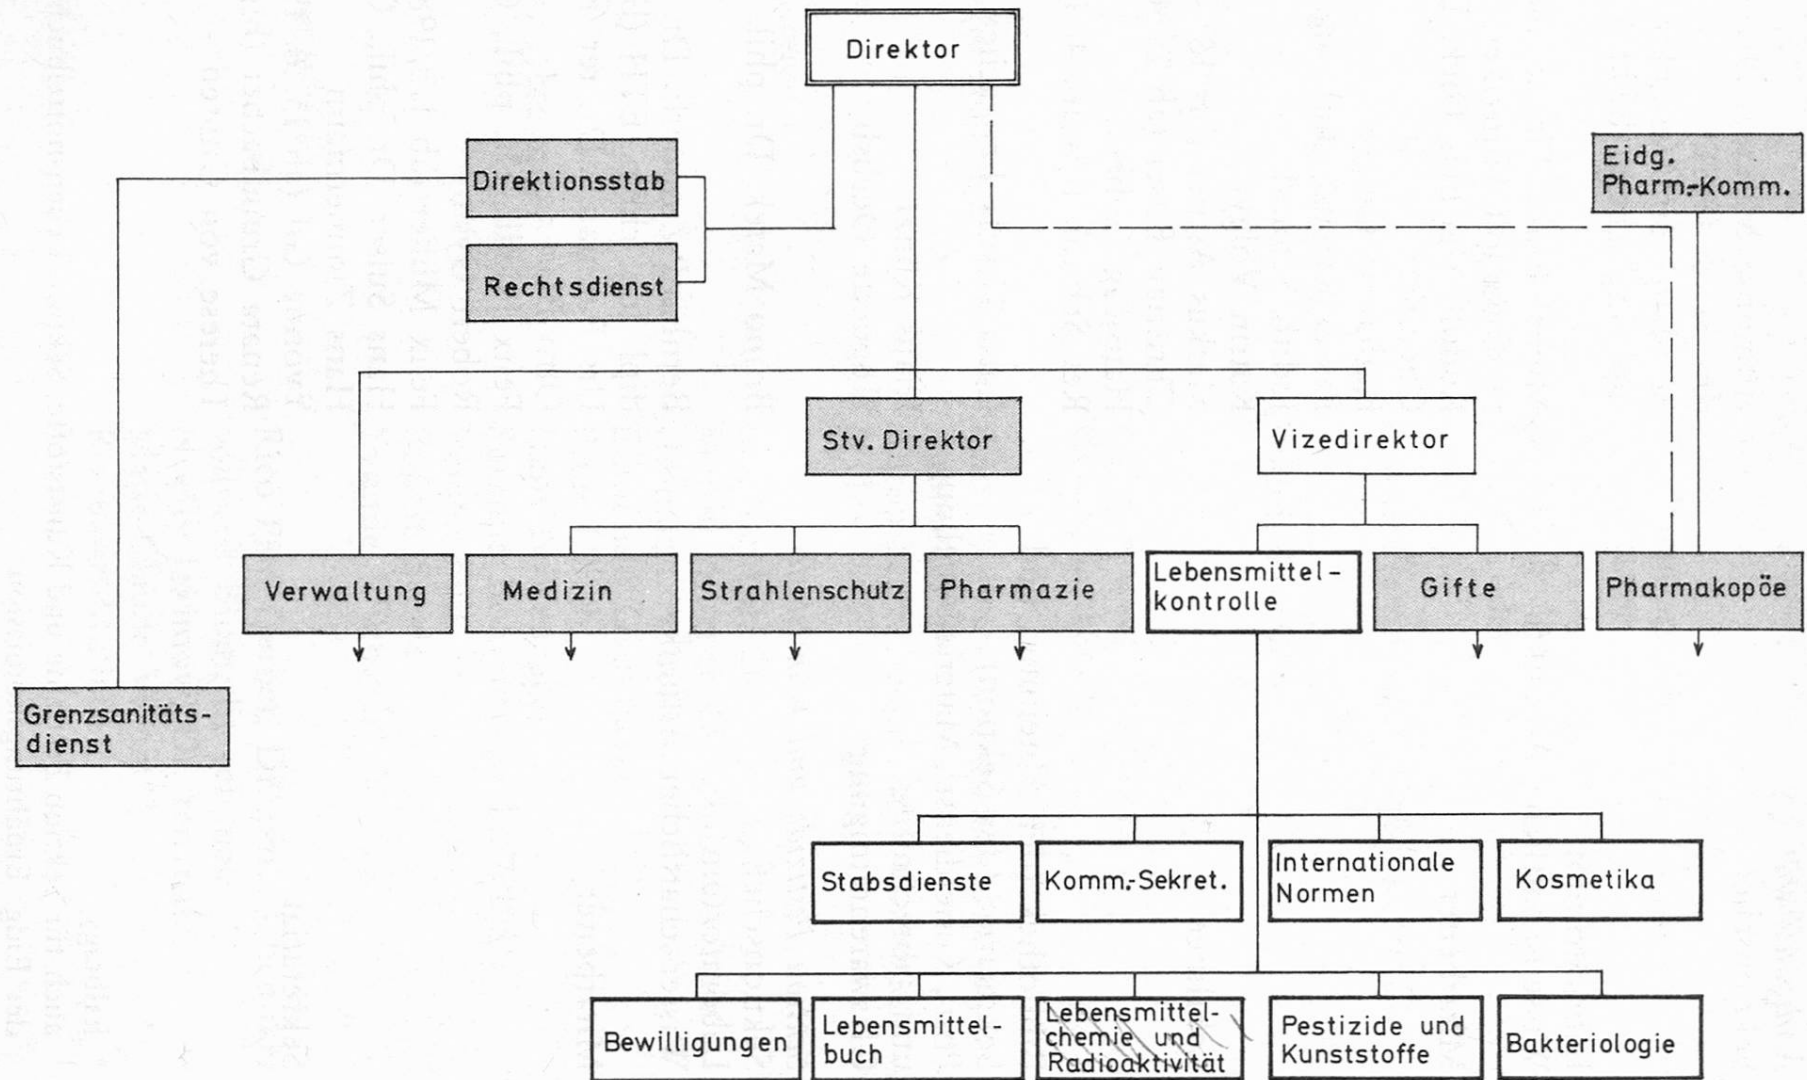 Direktor
Direktionsstab
Rechtsdienst
Eidg.
Pharm.-Komm.
Stv. Direktor
Vizedirektor
Verwaltung
Medizin
Strahlenschutz
Pharmazie
Lebensmittel-
kontrolle
Gifte
Pharmakopöe
Grenzsanitäts-
dienst
Stabsdienste
Komm.-Sekret.
Internationale
Normen
Kosmetika
Bewilligungen
Lebensmittel-
buch
Lebensmittel-
chemie und
Radioaktivität
Pestizide und
Kunststoffe
Bakteriologie